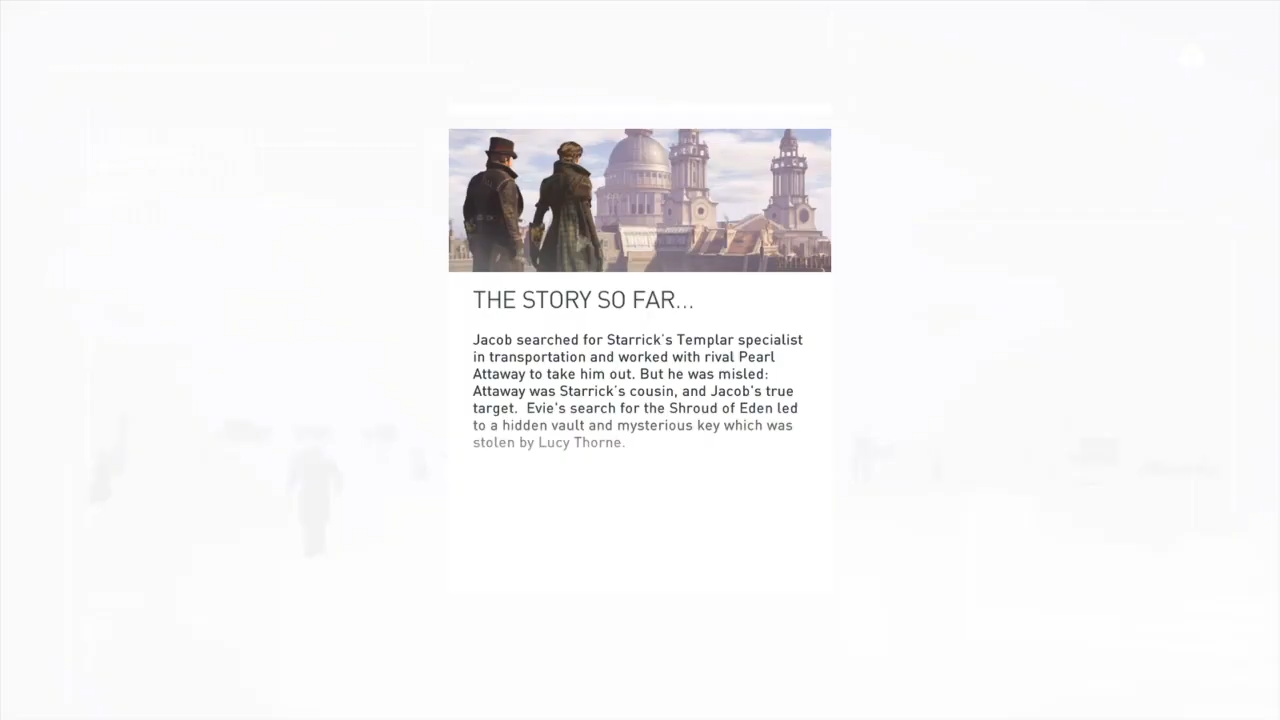 THE STORY SO FAR...
Jacob searched for Starrick's Templar specialist
in transportation and worked with rival Pearl
Attaway to take him out. But he was misled:
Attaway was Starrick's cousin, and Jacob's true
target.  Evie's search for the Shroud of Eden led
to a hidden vault and mysterious key which was
stolen by Lucy Thorne.